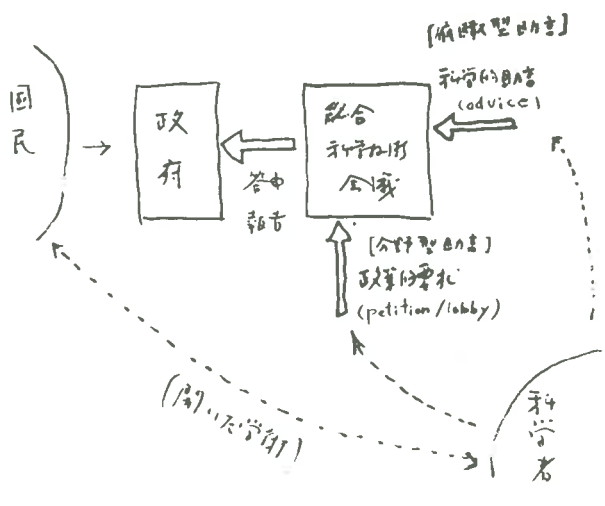 国民
政府
答申
報告
総合
科学技術
会議
[俯瞰型助言]
科学的助言
(advice)
[分野型助言]
政策的要求
(petition/lobby)
(開いた学術)
科学者